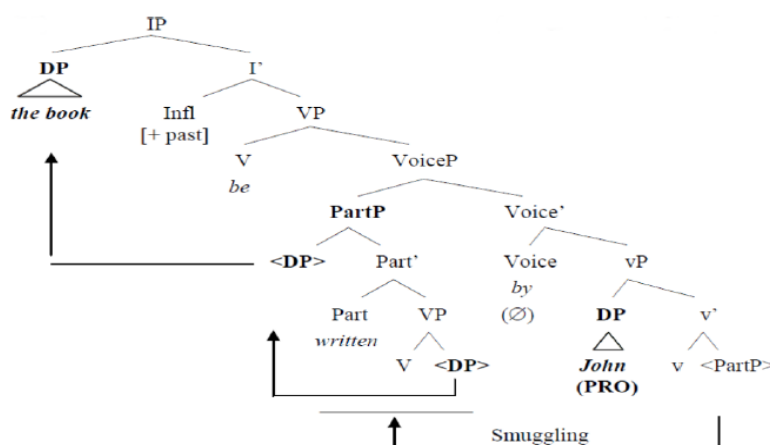 IP
DP I'
the book Infl VP
[+ past]
V VoiceP
be
PartP Voice'
<DP> Part' Voice vP
by
Part VP (Ø) DP v'
written
V <DP> John v <PartP>
(PRO)
Smuggling